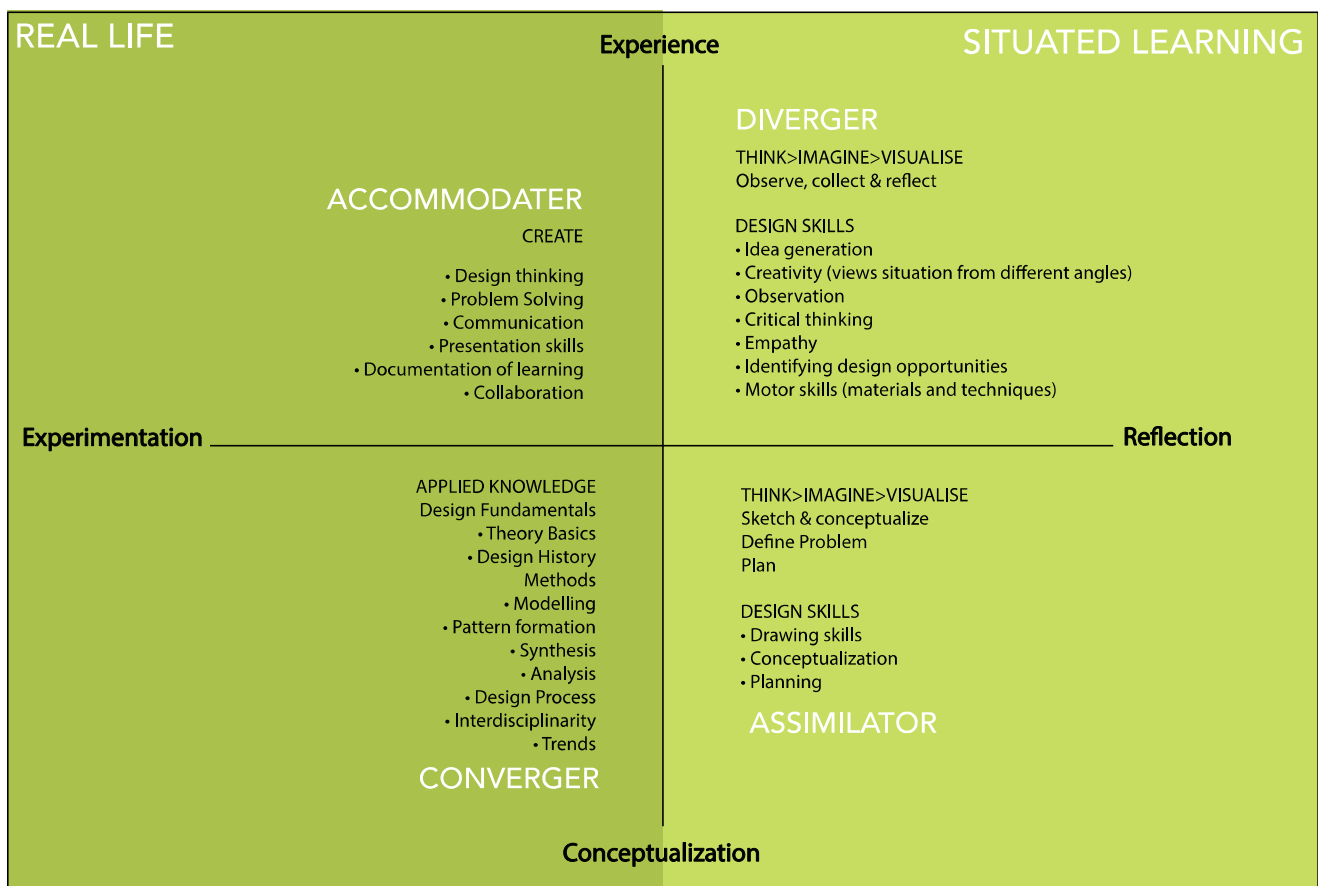 REAL LIFE
Experience
SITUATED LEARNING
ACCOMMODATER
CREATE
• Design thinking
• Problem Solving
• Communication
• Presentation skills
• Documentation of learning
• Collaboration
DIVERGER
THINK>IMAGINE>VISUALISE
Observe, collect & reflect
DESIGN SKILLS
• Idea generation
• Creativity (views situation from different angles)
• Observation
• Critical thinking
• Empathy
• Identifying design opportunities
• Motor skills (materials and techniques)
Experimentation
Reflection
APPLIED KNOWLEDGE
Design Fundamentals
• Theory Basics
• Design History
Methods
• Modelling
• Pattern formation
• Synthesis
• Analysis
• Design Process
• Interdisciplinarity
• Trends
CONVERGER
THINK>IMAGINE>VISUALISE
Sketch & conceptualize
Define Problem
Plan
DESIGN SKILLS
• Drawing skills
• Conceptualization
• Planning
ASSIMILATOR
Conceptualization